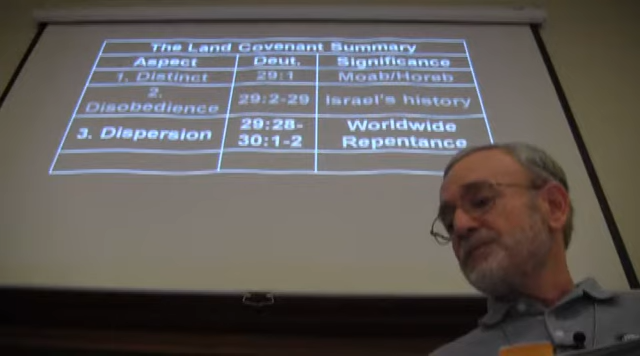 The Land Covenant Summary
Aspect Deut, Significance
1. Distinct 29:1 Moab/Horeb
2.
Disobedience 29:2-29 Israel's history
3. Dispersion 29:28-
30:1-2 Worldwide
Repentance